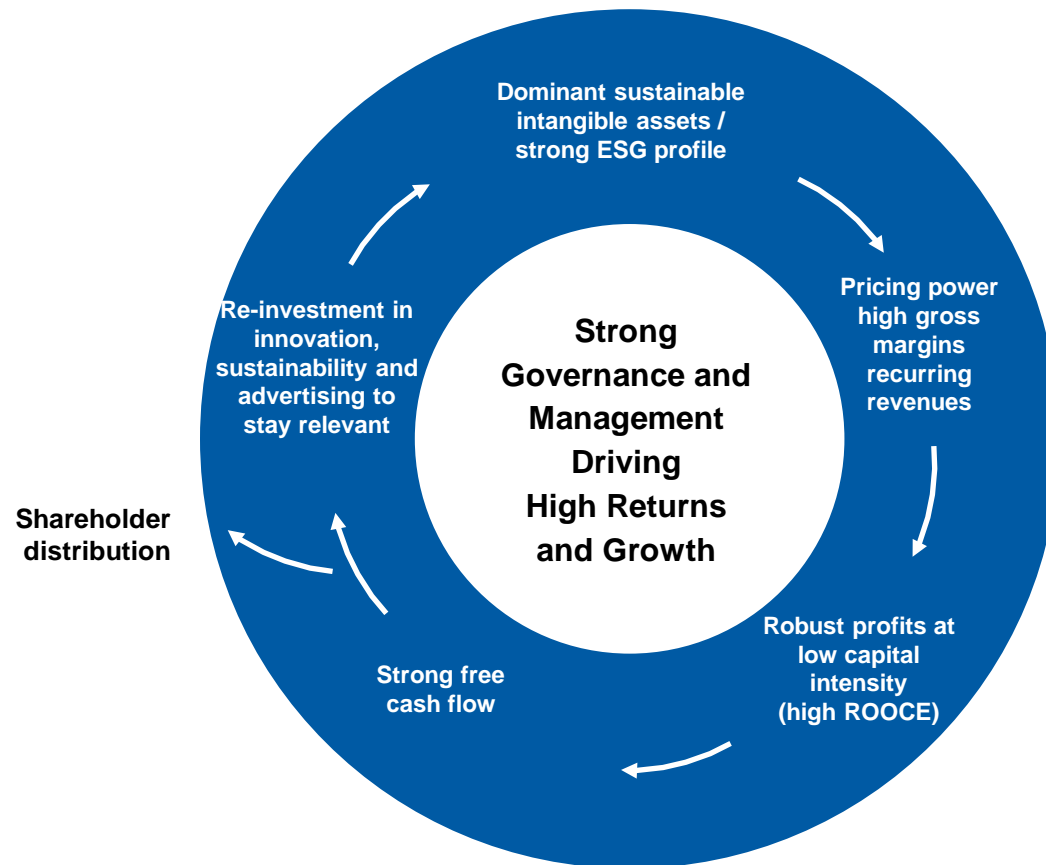 Dominant sustainable
intangible assets /
strong ESG profile
Pricing power
high gross
margins
recurring
revenues
Robust profits at
low capital
intensity
(high ROOCE)
Strong free
cash flow
Shareholder
distribution
Re-investment in
innovation,
sustainability and
advertising to
stay relevant
Strong
Governance and
Management
Driving
High Returns
and Growth